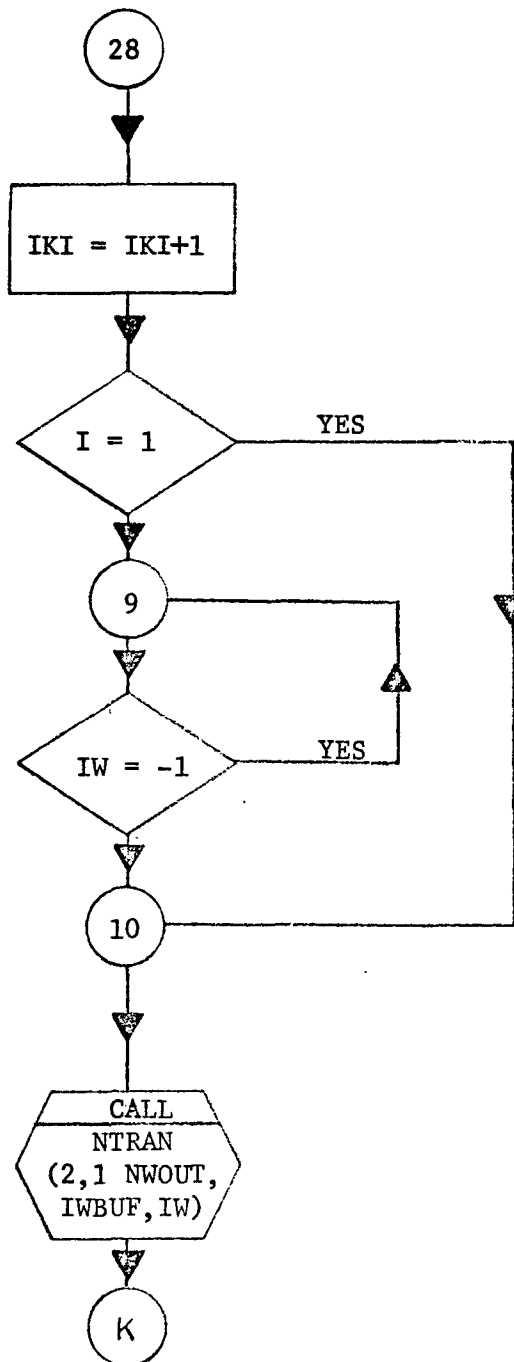 28
IKI = IKI+1
I = 1
YES
9
IW = -1
YES
10
CALL
NTRAN
(2,1 NWOUT,
IWBUF,IW)
K